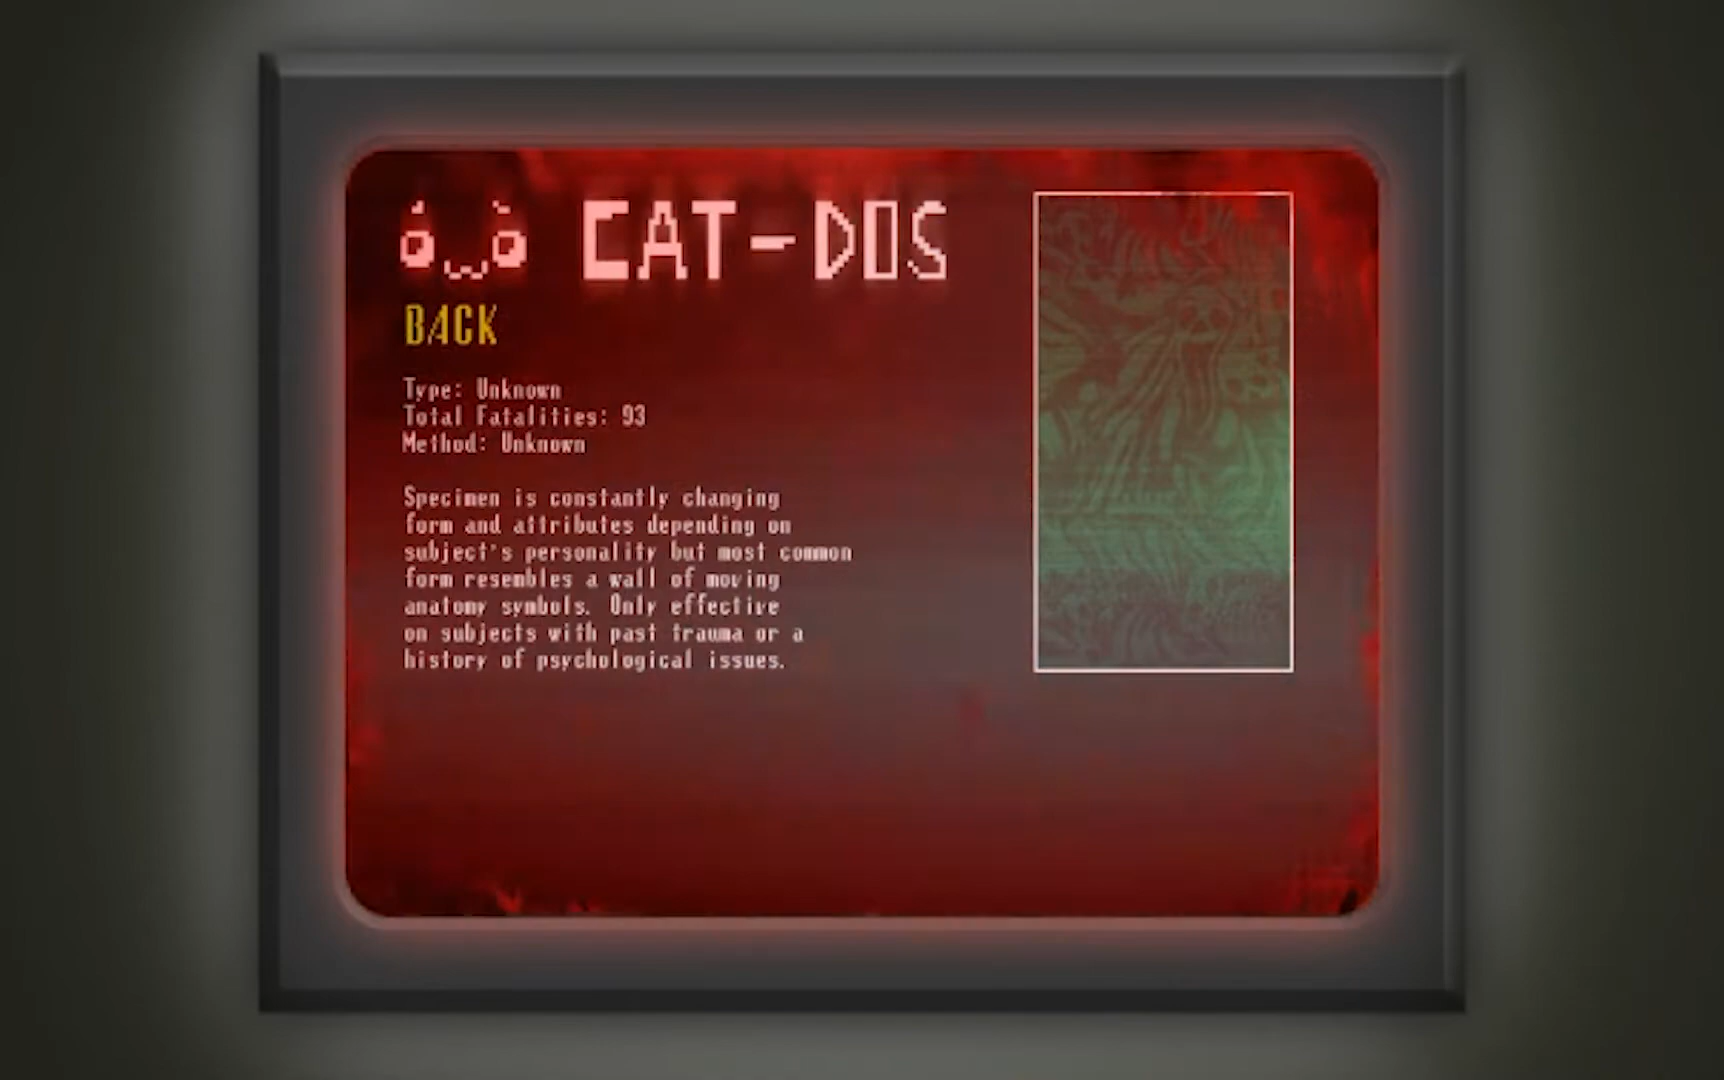 CAT-DOS
BACK
Type: Unknown
Total Fatalities: 93
Method: Unknown
Specimen is constantly changing
form and attributes depending on
subject's personality but most common
form resembles a wall of moving
anatomy symbols. Only effective
on subjects with past trauma or a
history of psychological issues.